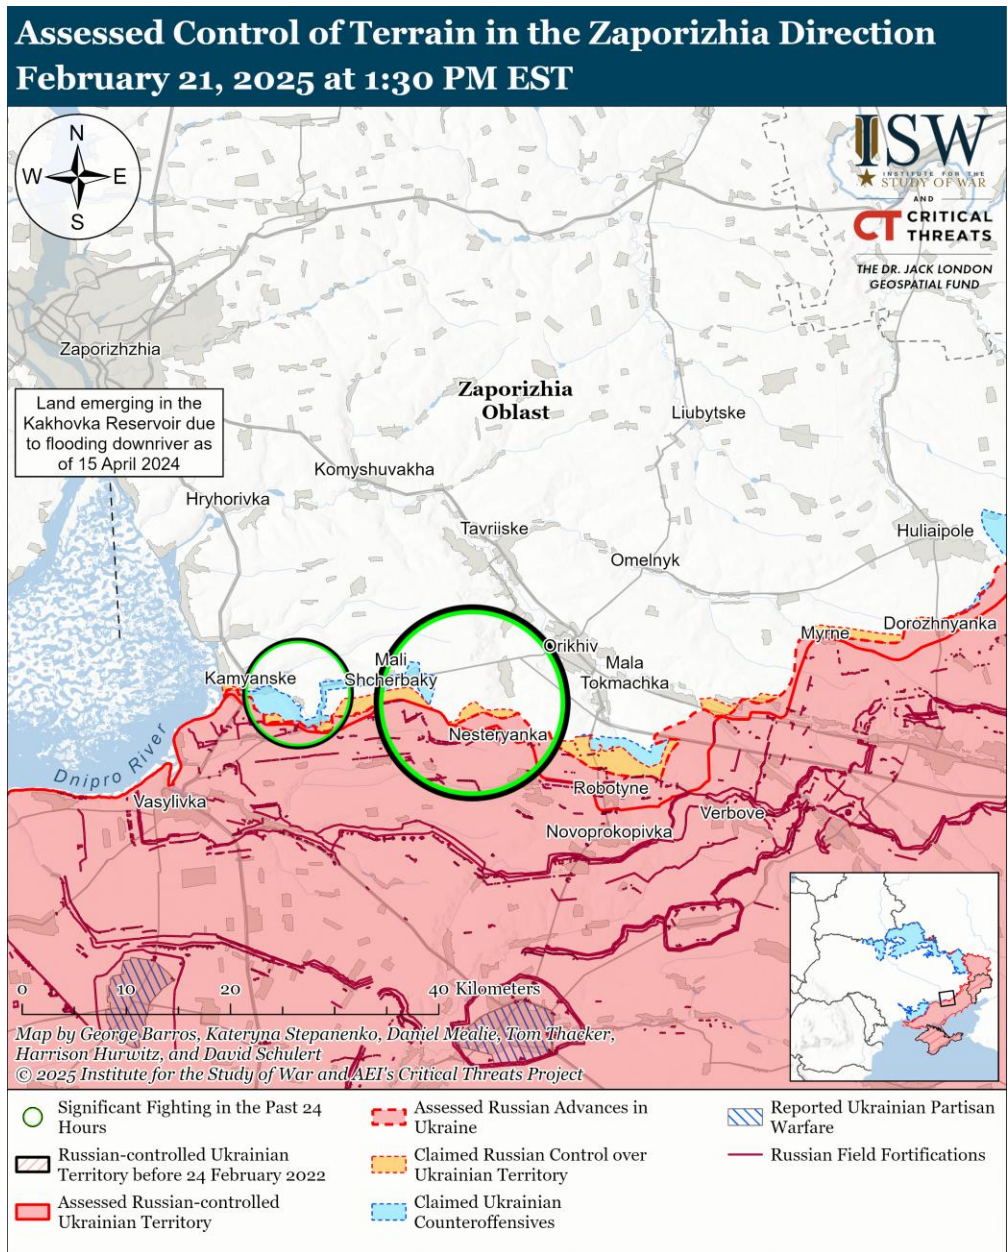 Assessed Control of Terrain in the Zaporizhia Direction
February 21, 2025 at 1:30 PM EST
N
W
E
S
ISW
INSTITUTE FOR THE
STUDY OF WAR
AND
CT CRITICAL
THREATS
THE DR. JACK LONDON
GEOSPATIAL FUND
Zaporizhzhia
Zaporizhia
Oblast
Land emerging in the
Kakhovka Reservoir due
to flooding downriver as
of 15 April 2024
Liubytske
Komyshuvakha
Hryhorivka
Tavriiske
Huliaipole
Omelnyk
Dorozhnyanka
Myrne
Orikhiv
Mala
Tokmachka
Mali
Shcherbaky
Kamyanske
Nesteryanka
Dnipro River
Robotyne
Vasylivka
Verbove
Novoprokopivka
0
10
20
40 Kilometers
Map by George Barros, Kateryna Stepanenko, Daniel Mealie, Tom Thacker,
Harrison Hurwitz, and David Schulert
© 2025 Institute for the Study of War and AEI's Critical Threats Project
Significant Fighting in the Past 24
Hours
Russian-controlled Ukrainian
Territory before 24 February 2022
Assessed Russian-controlled
Ukrainian Territory
Assessed Russian Advances in
Ukraine
Claimed Russian Control over
Ukrainian Territory
Claimed Ukrainian
Counteroffensives
Reported Ukrainian Partisan
Warfare
Russian Field Fortifications